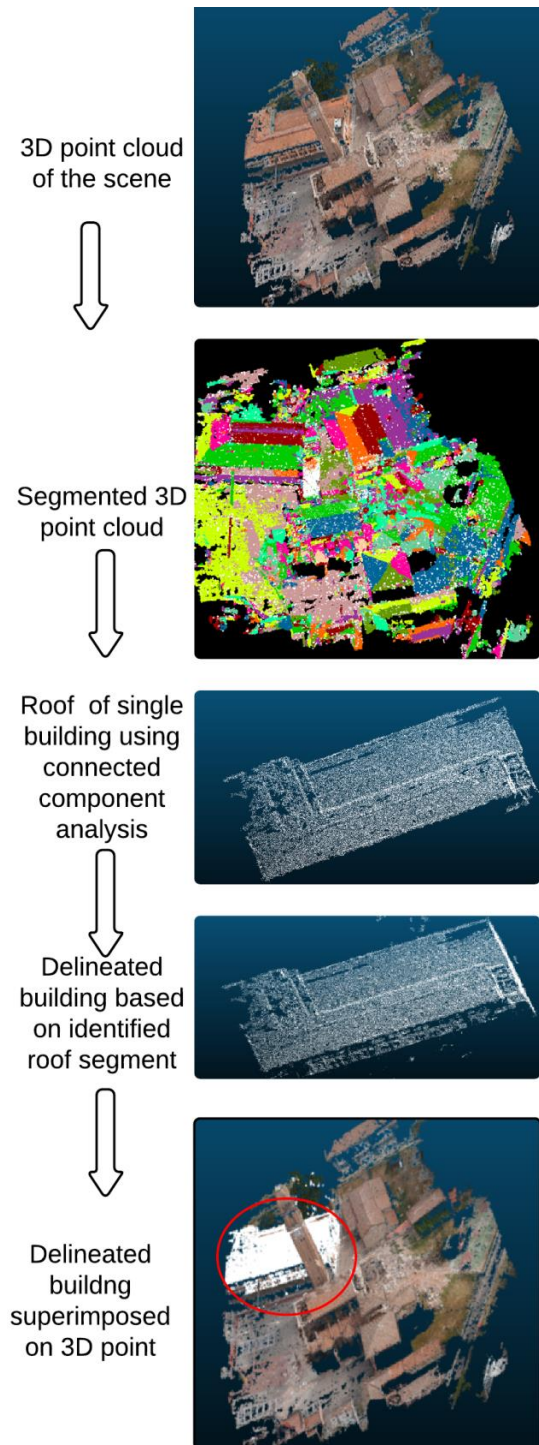 3D point cloud
of the scene
Segmented 3D
point cloud
Roof of single
building using
connected
component
analysis
Delineated
building based
on identified
roof segment
Delineated
buildng
superimposed
on 3D point